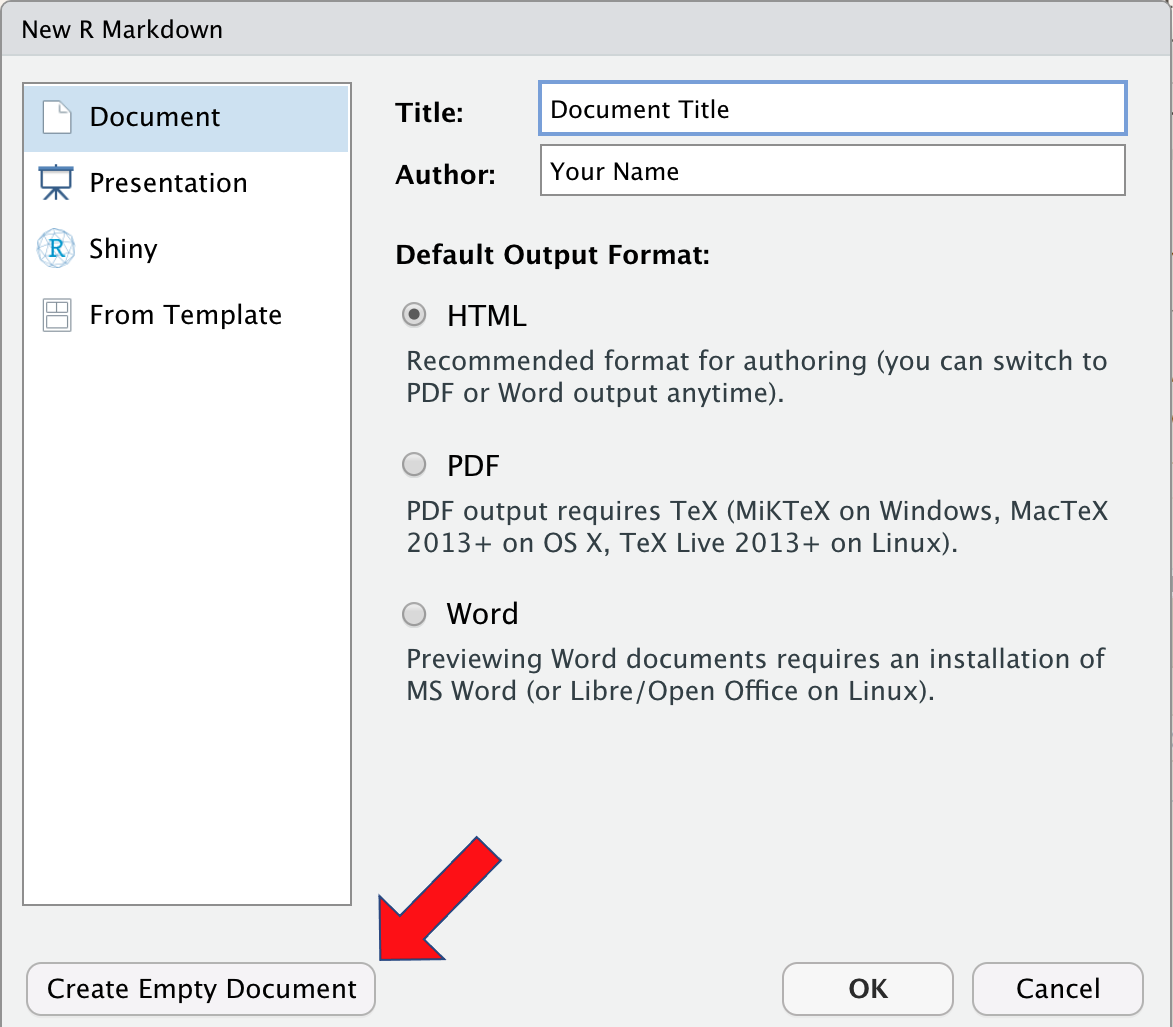 New R Markdown
Document
Presentation
R Shiny
From Template
Title: Document Title
Author: Your Name
Default Output Format:
HTML
Recommended format for authoring (you can switch to
PDF or Word output anytime).
PDF
PDF output requires TeX (MiKTeX on Windows, MacTeX
2013+ on OS X, TeX Live 2013+ on Linux).
Word
Previewing Word documents requires an installation of
MS Word (or Libre/Open Office on Linux).
Create Empty Document
OK
Cancel